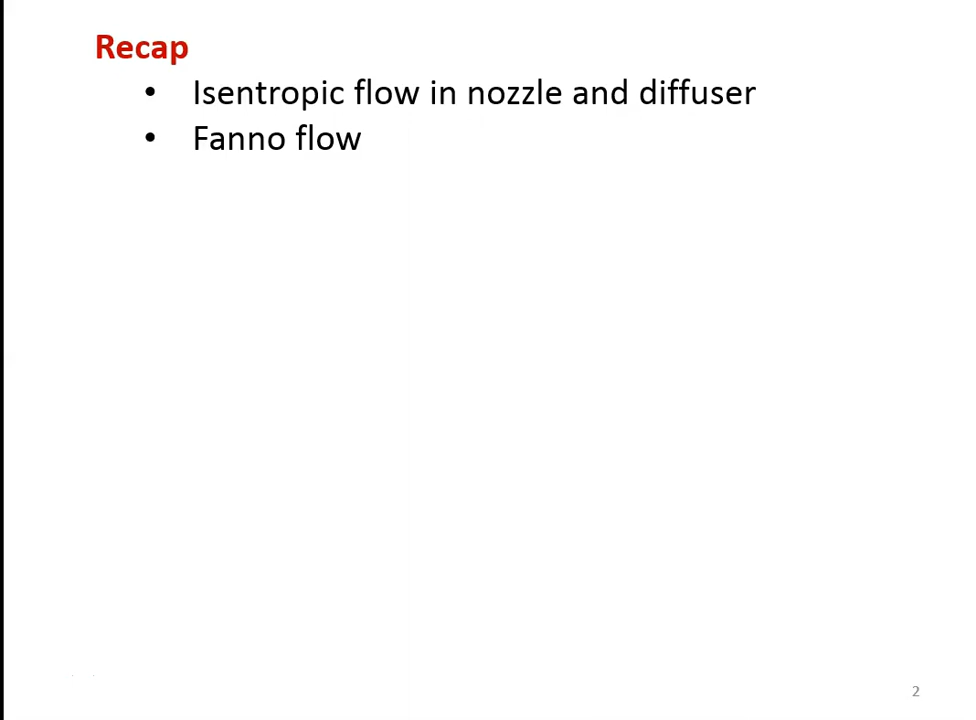 Recap
• Isentropic flow in nozzle and diffuser
• Fanno flow
2